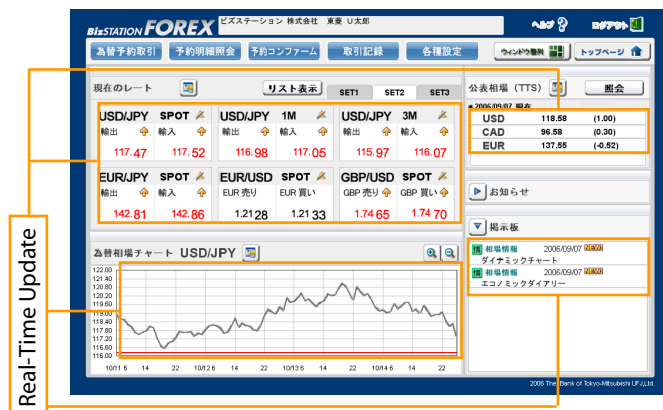 BizSTATION FOREX
ビズステーション 株式会社 東菱 U太郎
ヘルプ
ログアウト
為替予約取引
予約明細照会
予約コンファーム
取引記録
各種設定
ウィンドウ整列
トップページ
現在のレート
リスト表示
SET1
SET2
SET3
USD/JPY SPOT
輸出 輸入
117.47 117.52
USD/JPY 1M
輸出 輸入
116.98 117.05
USD/JPY 3M
輸出 輸入
115.97 116.07
EUR/JPY SPOT
輸出 輸入
142.81 142.86
EUR/USD SPOT
EUR 売り EUR 買い
1.2128 1.2133
GBP/USD SPOT
GBP 売り GBP 買い
1.7465 1.7470
公表相場 (TTS)
照会
* 2006/09/07 現在
USD 118.58 (1.00)
CAD 96.58 (0.30)
EUR 137.55 (-0.52)
お知らせ
掲示板
情 相場情報 2006/09/07 NEW!
ダイナミックチャート
情 相場情報 2006/09/07 NEW!
エコノミックダイアリー
為替相場チャート USD/JPY
122.00
121.40
120.80
120.20
119.60
119.00
118.40
117.80
117.20
116.60
116.00
10/11 6 14 22 10/12 6 14 22 10/13 6 14 22 10/14 6 14 22
Real-Time Update
2006 The Bank of Tokyo-Mitsubishi UFJ,Ltd.